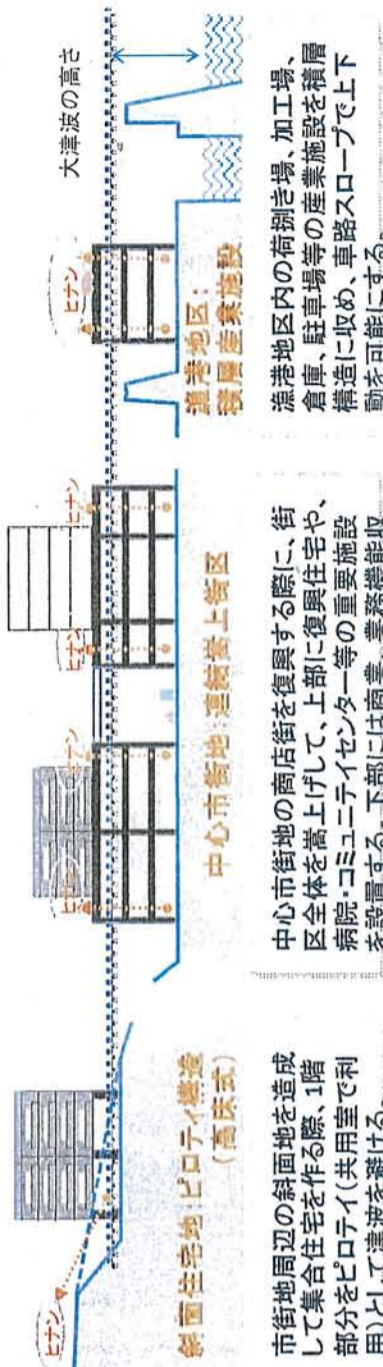 大津波の高さ
ヒナン
ヒナン
ヒナン
ヒナン
ヒナン
ヒナン
ヒナン
斜面住宅地:ピロティ構造
(高床式)
市街地周辺の斜面地を造成
して集合住宅を作る際、1階
部分をピロティ(共用室で利
用)として津波を避ける。
中心市街地:連結嵩上街区
中心市街地の商店街を復興する際に、街
区全体を嵩上げして、上部に復興住宅や、
病院・コミュニティセンター等の重要施設
を設置する。下部には商業、業務機能収
漁港地区:
積層産業施設
漁港地区内の荷捌き場、加工場、
倉庫、駐車場等の産業施設を積層
構造に収め、車路スロープで上下
動を可能にする。